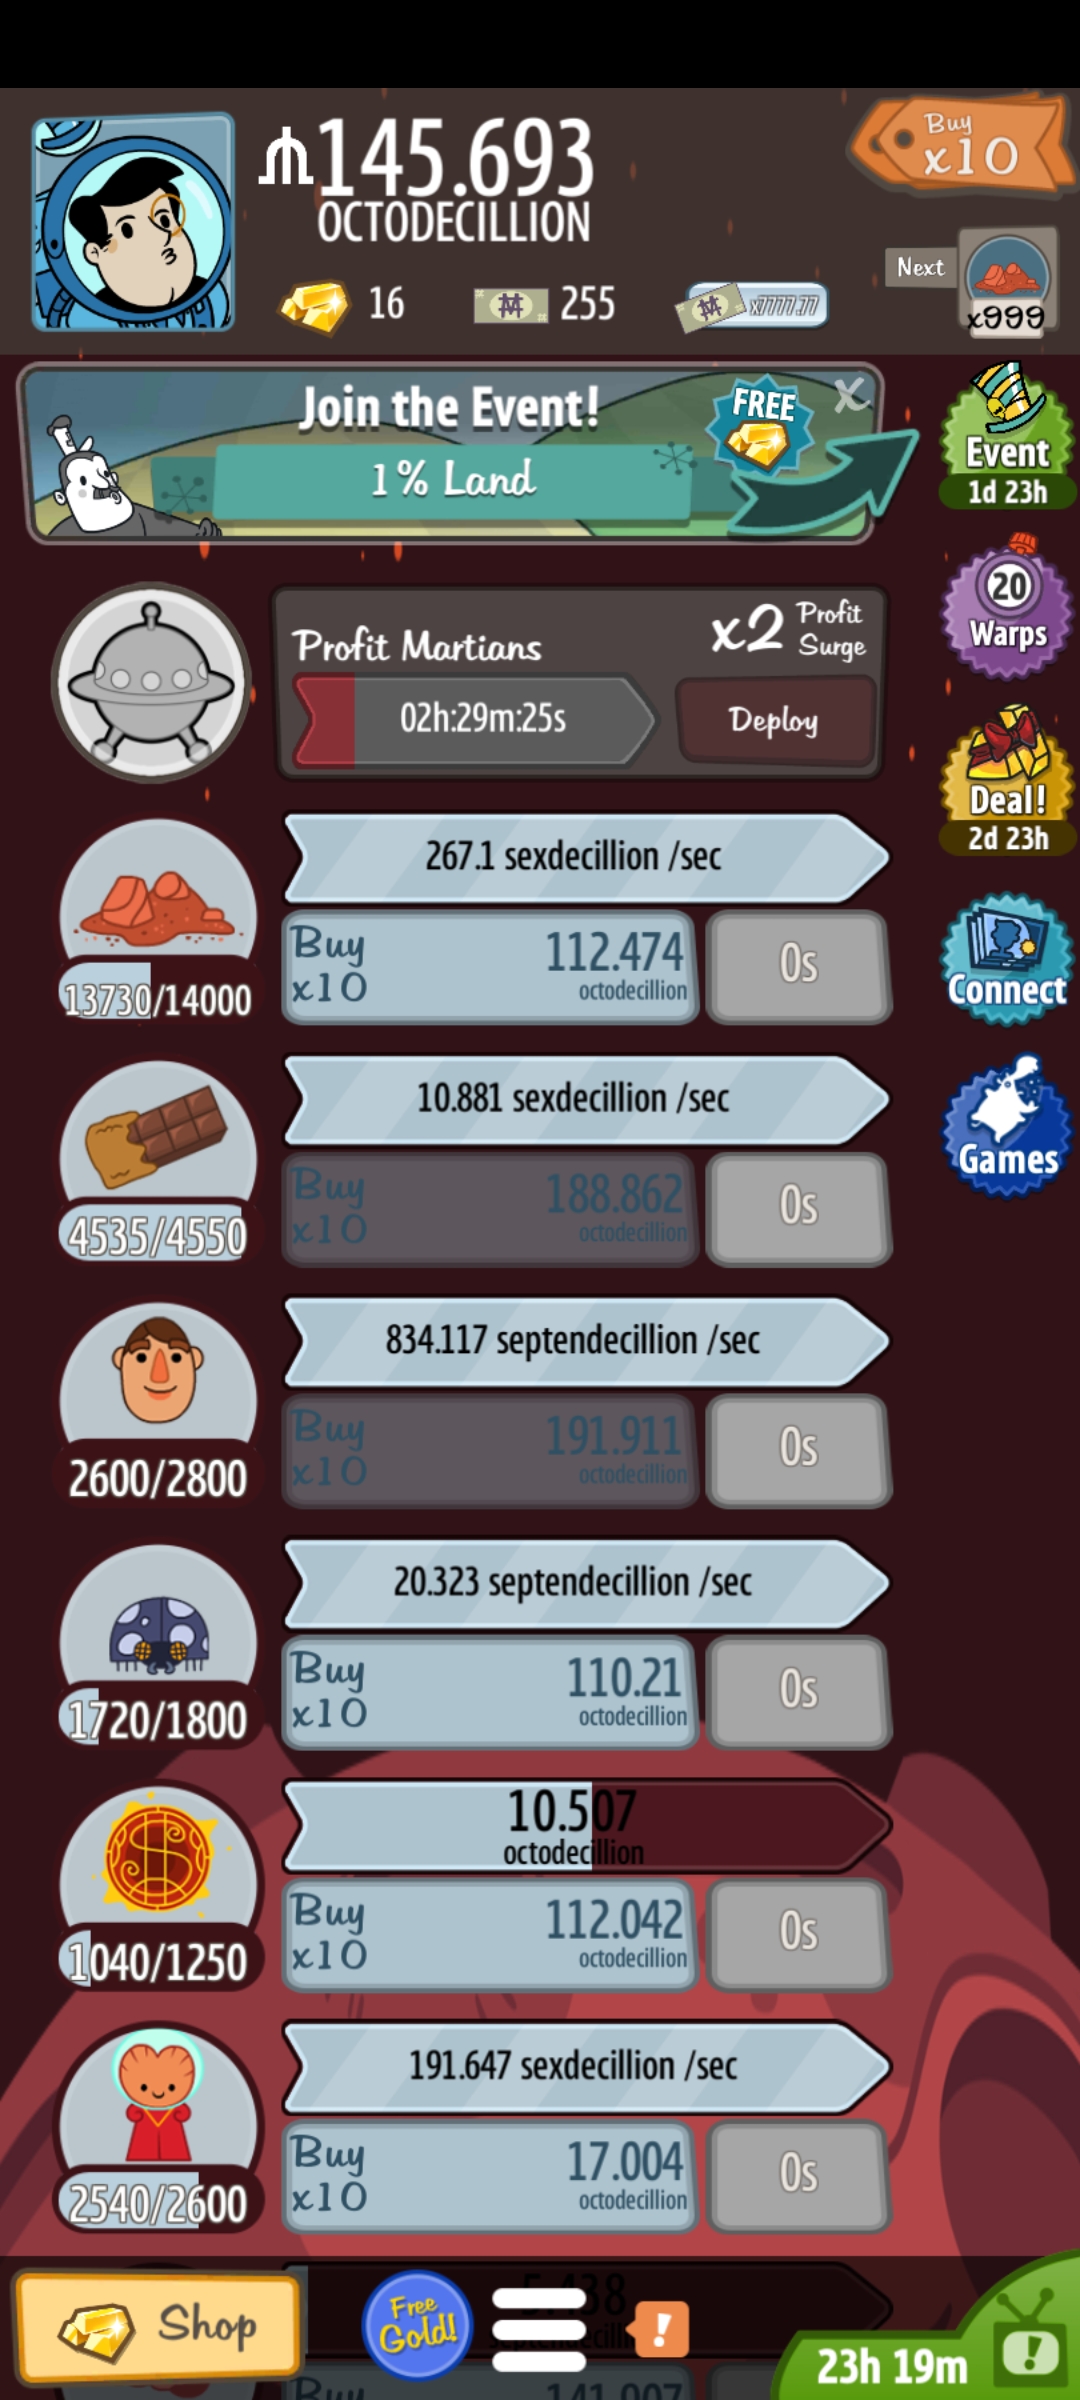 145.693
OCTODECILLION
16
255
x7777.77
Buy
x10
Next
x999
Join the Event!
1% Land
FREE
X
Event
1d 23h
20
Warps
Profit Martians
x2 Profit Surge
02h:29m:25s
Deploy
Deal!
2d 23h
267.1 sexdecillion /sec
Buy x10
112.474
octodecillion
0s
13730/14000
Connect
10.881 sexdecillion /sec
Buy x10
188.862
octodecillion
0s
4535/4550
Games
834.117 septendecillion /sec
Buy x10
191.911
octodecillion
0s
2600/2800
20.323 septendecillion /sec
Buy x10
110.21
octodecillion
0s
1720/1800
10.507
octodecillion
Buy x10
112.042
octodecillion
0s
1040/1250
191.647 sexdecillion /sec
Buy x10
17.004
octodecillion
0s
2540/2600
Shop
Free Gold!
!
23h 19m
!
Buy